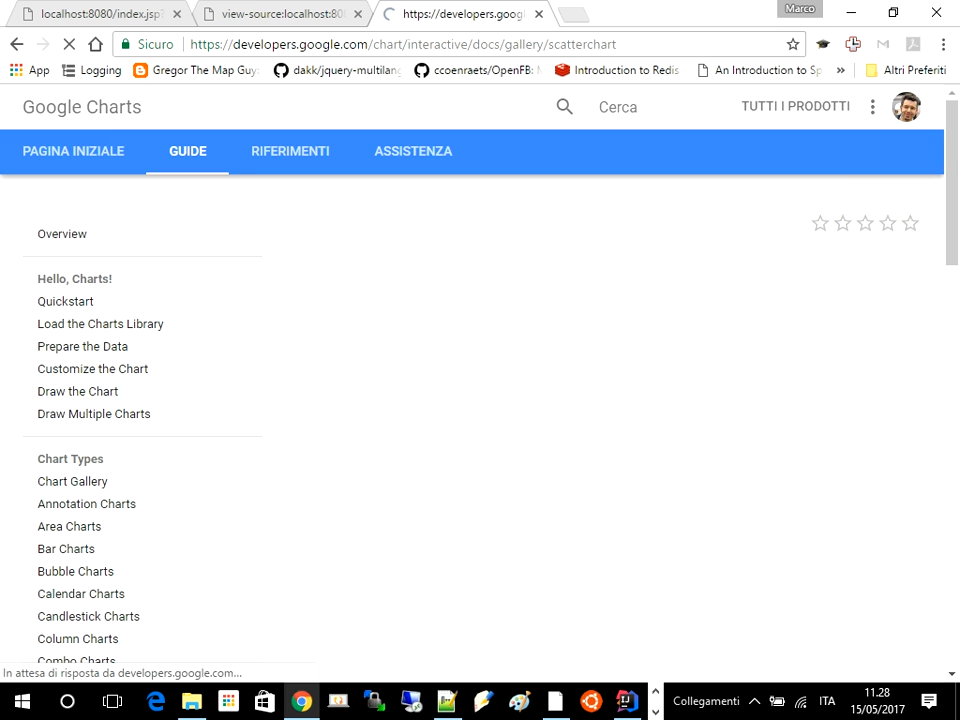 localhost:8080/index.jsp?
view-source:localhost:808
https://developers.googl
Marco
Sicuro
https://developers.google.com/chart/interactive/docs/gallery/scatterchart
App
Logging
Gregor The Map Guy
dakk/jquery-multilang
ccoenraets/OpenFB: M
Introduction to Redis
An Introduction to Sp
»
Altri Preferiti
Google Charts
Cerca
TUTTI I PRODOTTI
PAGINA INIZIALE
GUIDE
RIFERIMENTI
ASSISTENZA
Overview
Hello, Charts!
Quickstart
Load the Charts Library
Prepare the Data
Customize the Chart
Draw the Chart
Draw Multiple Charts
Chart Types
Chart Gallery
Annotation Charts
Area Charts
Bar Charts
Bubble Charts
Calendar Charts
Candlestick Charts
Column Charts
Combo Charts
In attesa di risposta da developers.google.com...
Collegamenti
ITA
11.28
15/05/2017